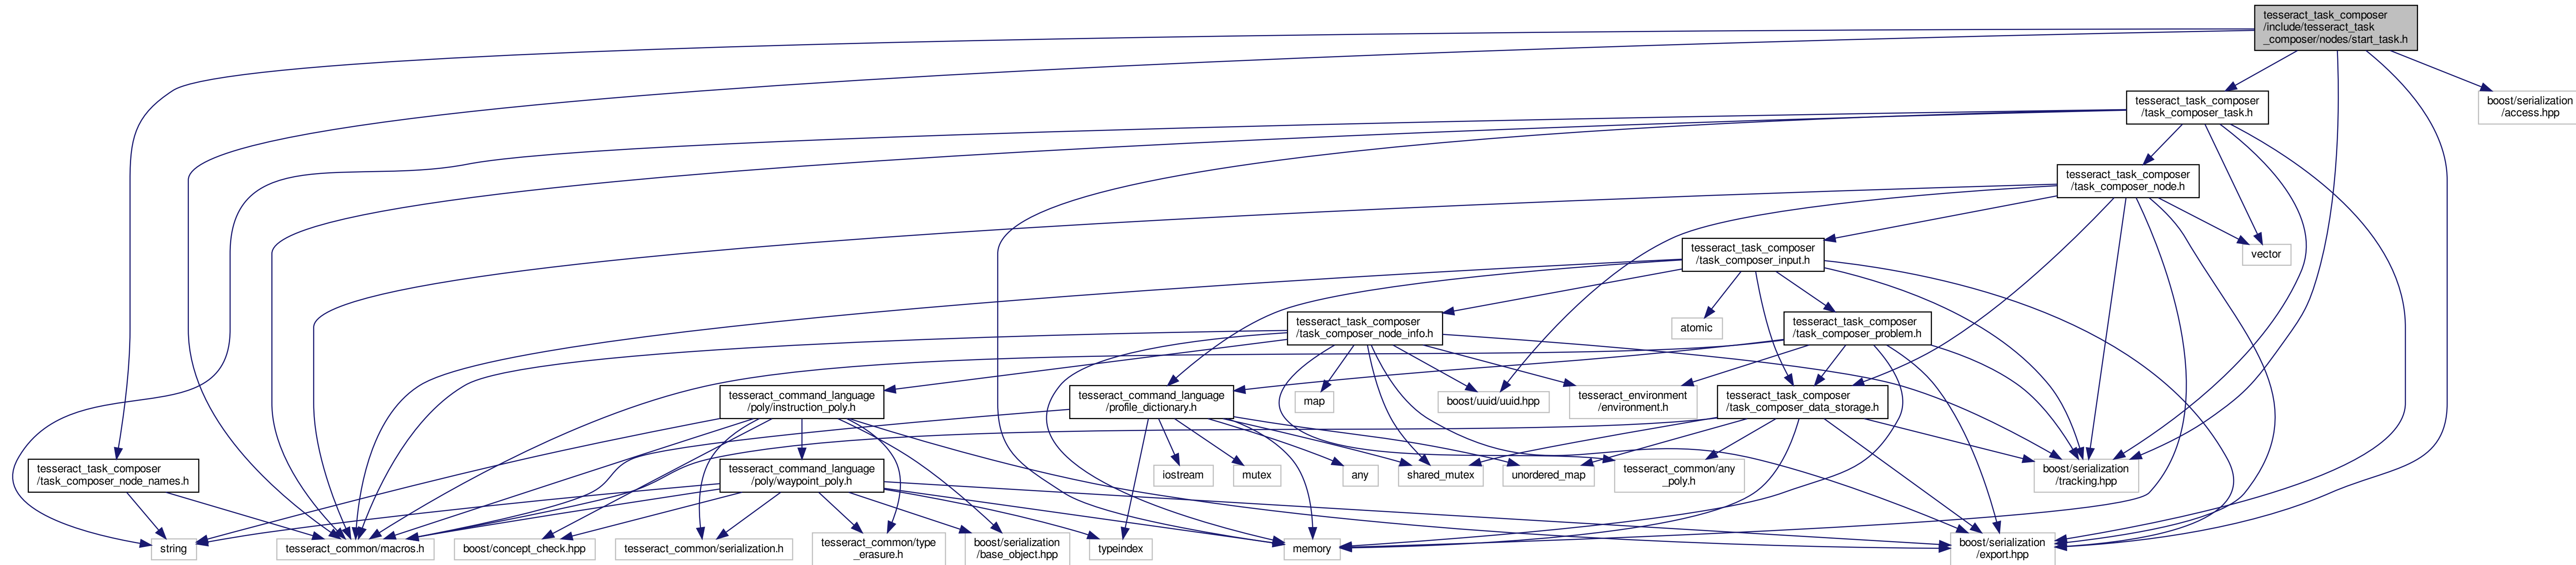 tesseract_task_composer
/include/tesseract_task
_composer/nodes/start_task.h
tesseract_task_composer
/task_composer_task.h
boost/serialization
/access.hpp
tesseract_task_composer
/task_composer_node.h
tesseract_task_composer
/task_composer_input.h
vector
tesseract_task_composer
/task_composer_node_info.h
atomic
tesseract_task_composer
/task_composer_problem.h
tesseract_command_language
/poly/instruction_poly.h
tesseract_command_language
/profile_dictionary.h
map
boost/uuid/uuid.hpp
tesseract_environment
/environment.h
tesseract_task_composer
/task_composer_data_storage.h
tesseract_task_composer
/task_composer_node_names.h
tesseract_command_language
/poly/waypoint_poly.h
iostream
mutex
any
shared_mutex
unordered_map
tesseract_common/any
_poly.h
boost/serialization
/tracking.hpp
string
tesseract_common/macros.h
boost/concept_check.hpp
tesseract_common/serialization.h
tesseract_common/type
_erasure.h
boost/serialization
/base_object.hpp
typeindex
memory
boost/serialization
/export.hpp